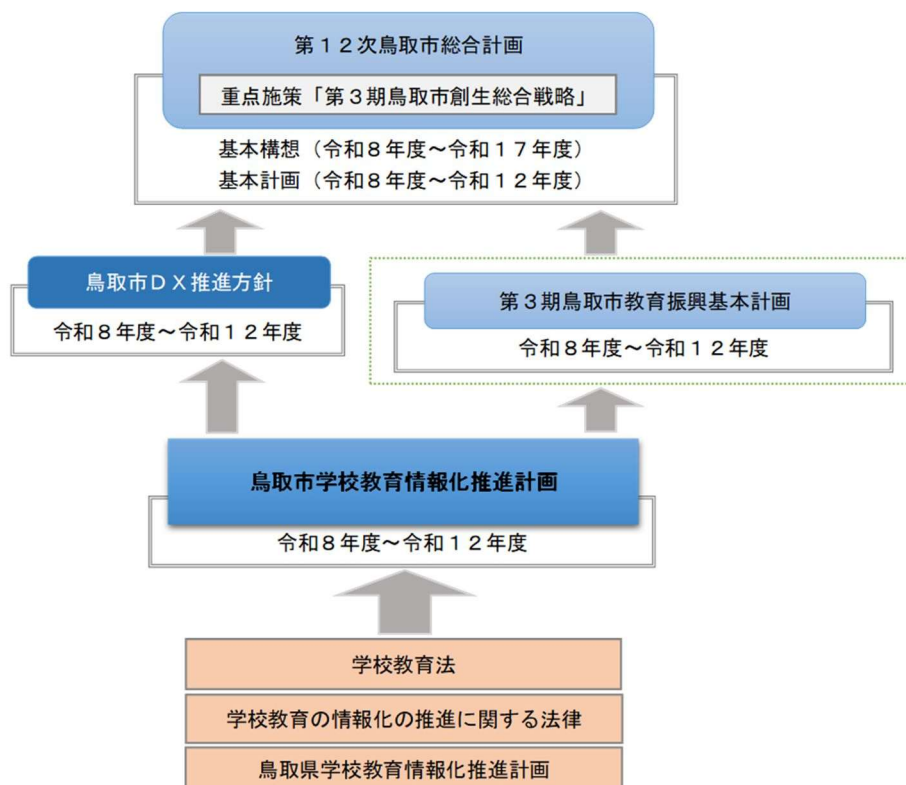 第１２次鳥取市総合計画
重点施策「第３期鳥取市創生総合戦略」
基本構想（令和８年度～令和１７年度）
基本計画（令和８年度～令和１２年度）
鳥取市ＤＸ推進方針
令和８年度～令和１２年度
第３期鳥取市教育振興基本計画
令和８年度～令和１２年度
鳥取市学校教育情報化推進計画
令和８年度～令和１２年度
学校教育法
学校教育の情報化の推進に関する法律
鳥取県学校教育情報化推進計画